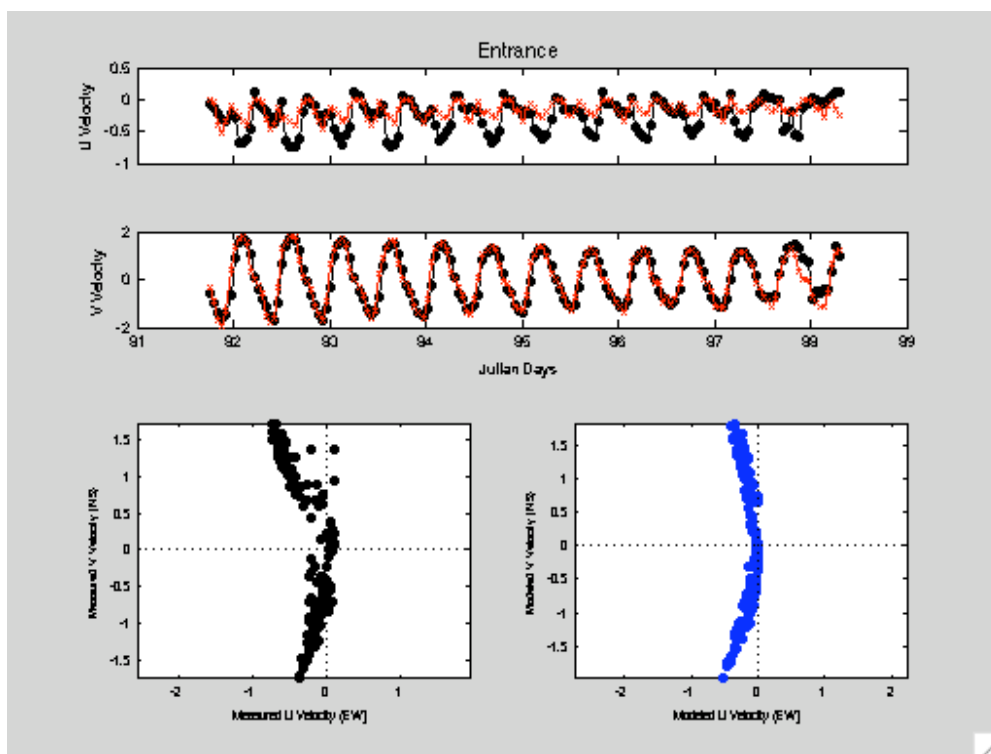 Entrance
0.5
0
-0.5
-1
U Velocity
2
0
-2
V Velocity
91 92 93 94 95 96 97 98 99
Julian Days
1.5
1
0.5
0
-0.5
-1
-1.5
Measured V Velocity (NS)
-2 -1 0 1
Measured U Velocity (EW)
1.5
1
0.5
0
-0.5
-1
-1.5
Modeled V Velocity (NS)
-2 -1 0 1 2
Modeled U Velocity (EW)